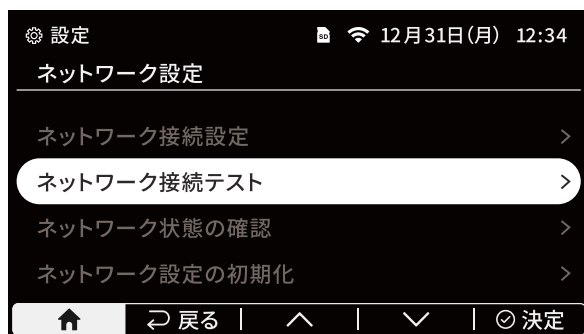 設定 SD 12月31日(月) 12:34
ネットワーク設定
ネットワーク接続設定
ネットワーク接続テスト
ネットワーク状態の確認
ネットワーク設定の初期化
戻る 決定